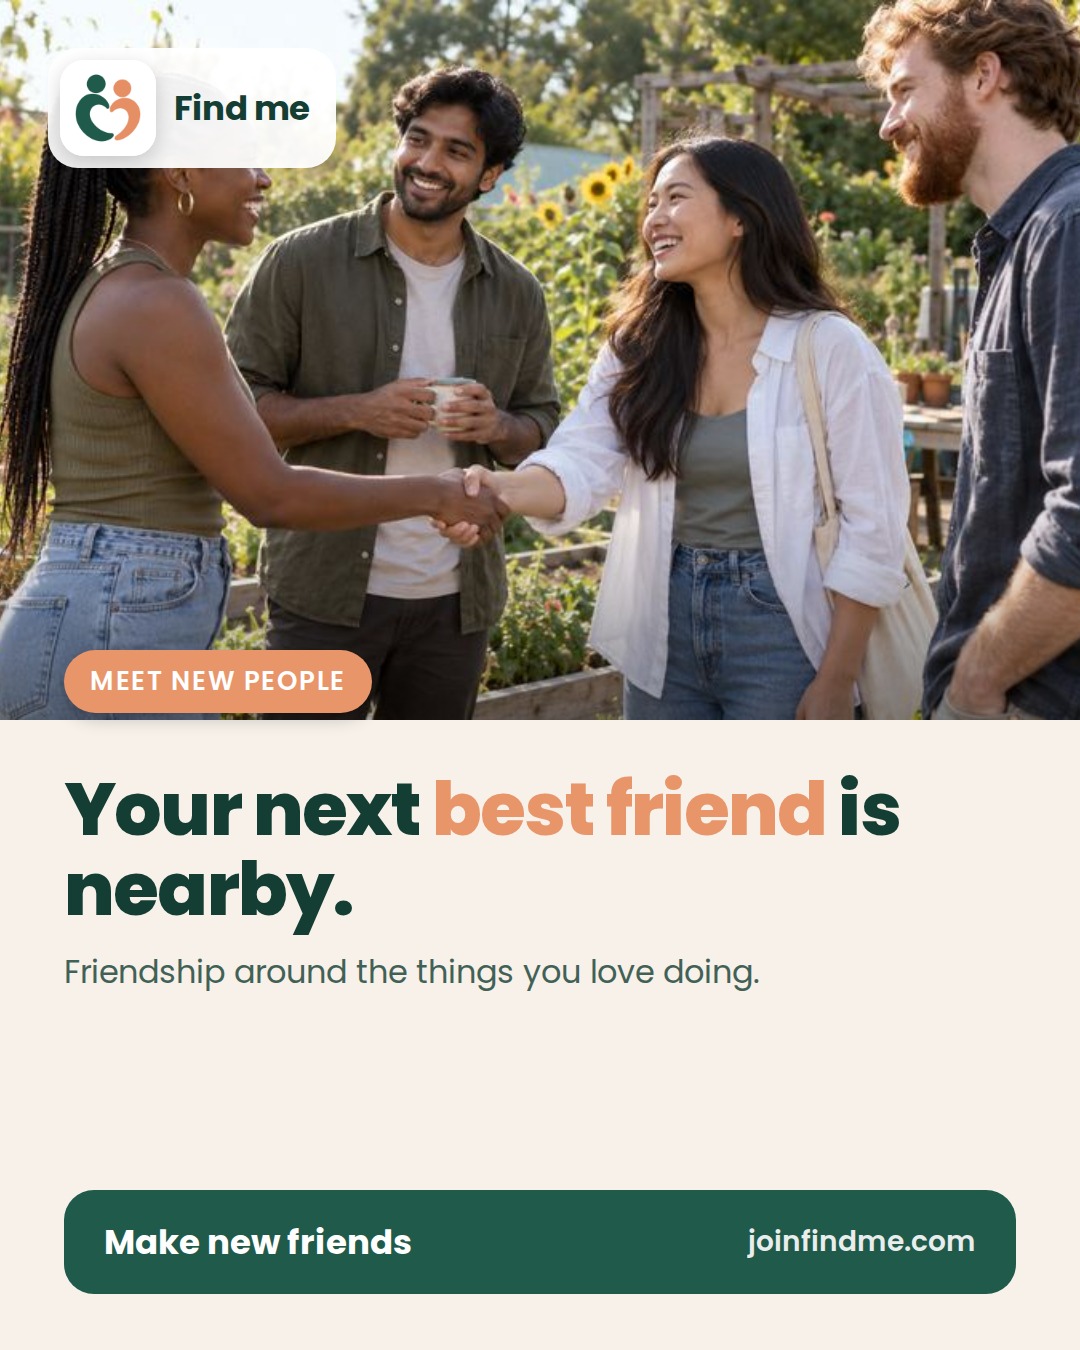 Find me
MEET NEW PEOPLE
Your next best friend is
nearby.
Friendship around the things you love doing.
Make new friends
joinfindme.com